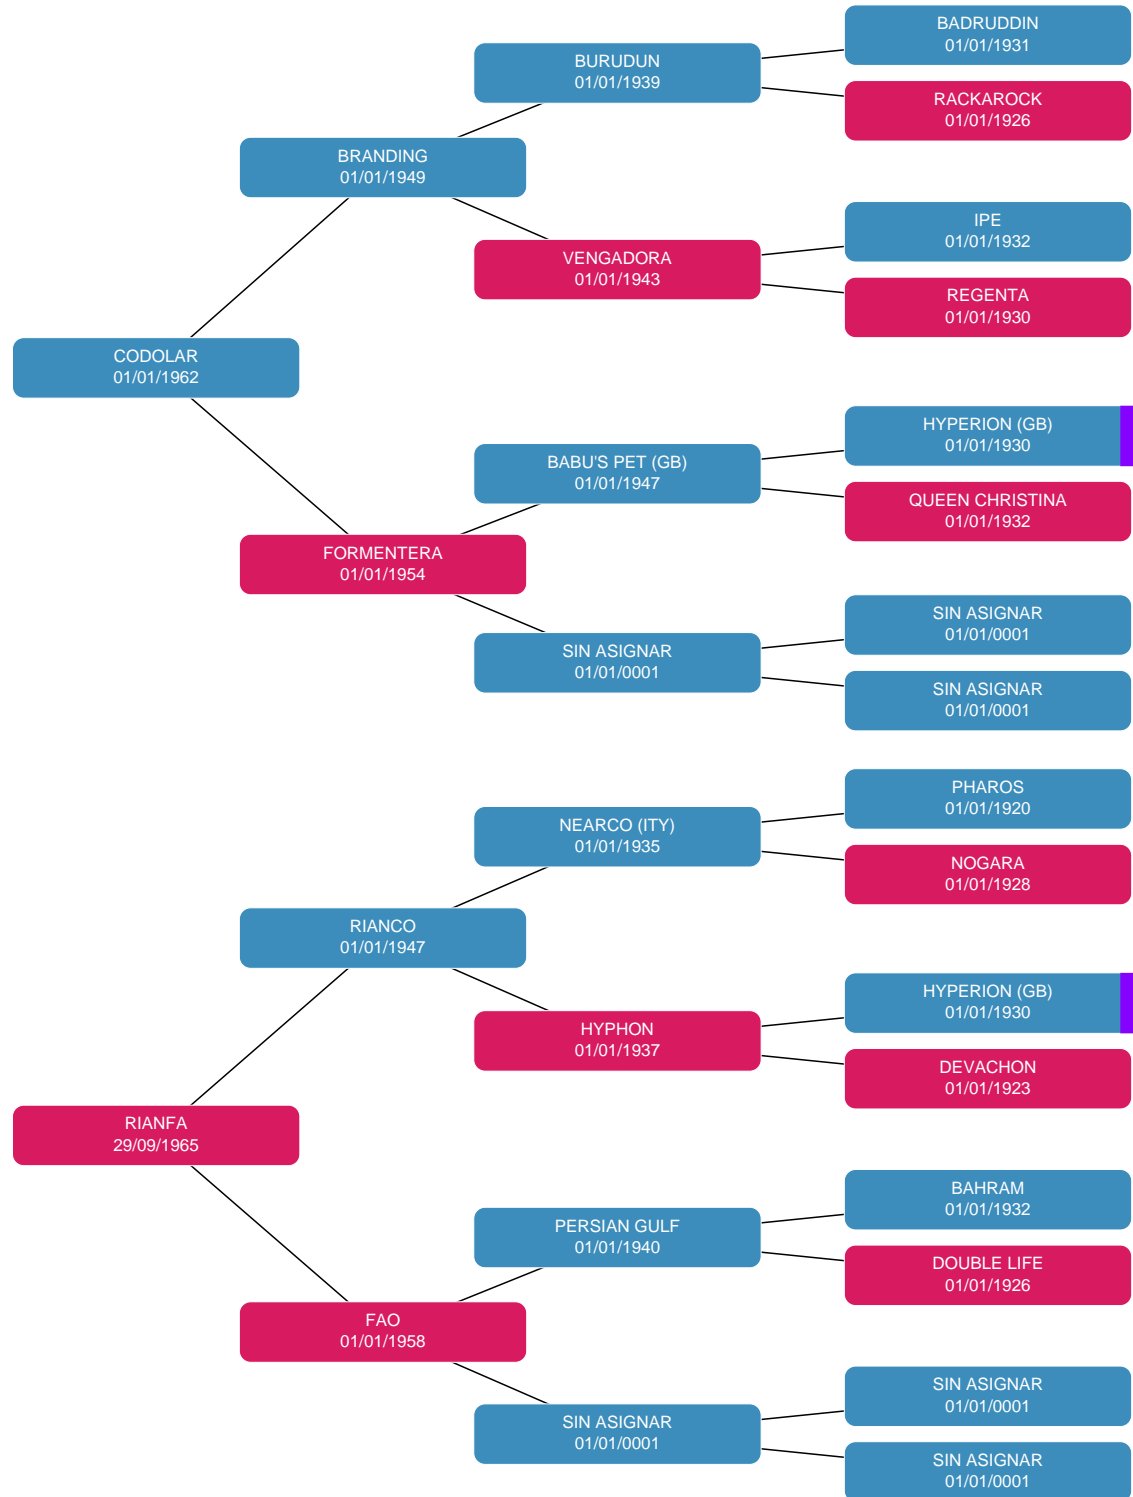 BADRUDDIN
01/01/1931
BURUDUN
01/01/1939
RACKAROCK
01/01/1926
BRANDING
01/01/1949
IPE
01/01/1932
VENGADORA
01/01/1943
REGENTA
01/01/1930
CODOLAR
01/01/1962
HYPERION (GB)
01/01/1930
BABU'S PET (GB)
01/01/1947
QUEEN CHRISTINA
01/01/1932
FORMENTERA
01/01/1954
SIN ASIGNAR
01/01/0001
SIN ASIGNAR
01/01/0001
SIN ASIGNAR
01/01/0001
PHAROS
01/01/1920
NEARCO (ITY)
01/01/1935
NOGARA
01/01/1928
RIANCO
01/01/1947
HYPERION (GB)
01/01/1930
HYPHON
01/01/1937
DEVACHON
01/01/1923
RIANFA
29/09/1965
BAHRAM
01/01/1932
PERSIAN GULF
01/01/1940
DOUBLE LIFE
01/01/1926
FAO
01/01/1958
SIN ASIGNAR
01/01/0001
SIN ASIGNAR
01/01/0001
SIN ASIGNAR
01/01/0001